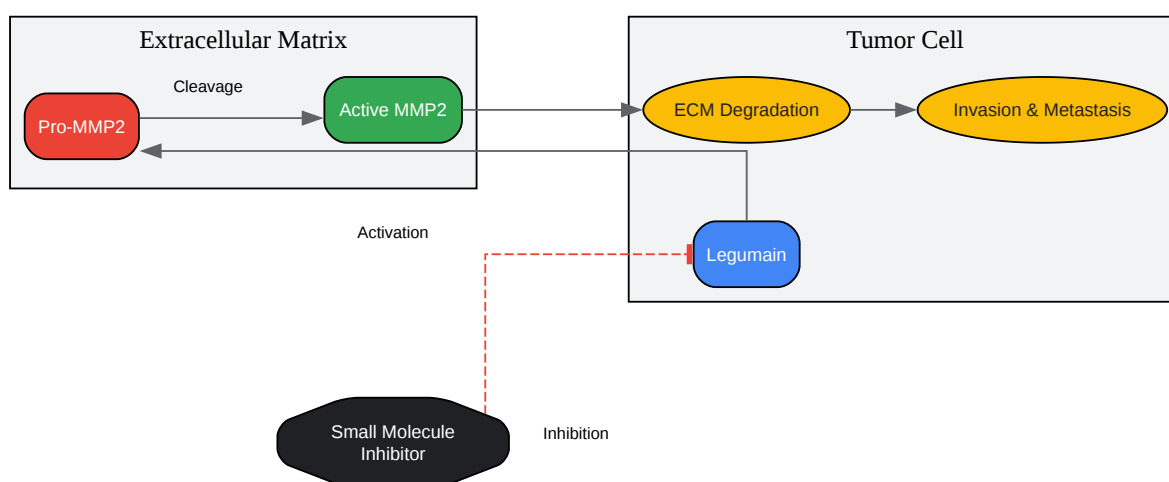 Extracellular Matrix
Tumor Cell
Cleavage
Pro-MMP2
Active MMP2
ECM Degradation
Invasion & Metastasis
Activation
Legumain
Small Molecule
Inhibitor
Inhibition